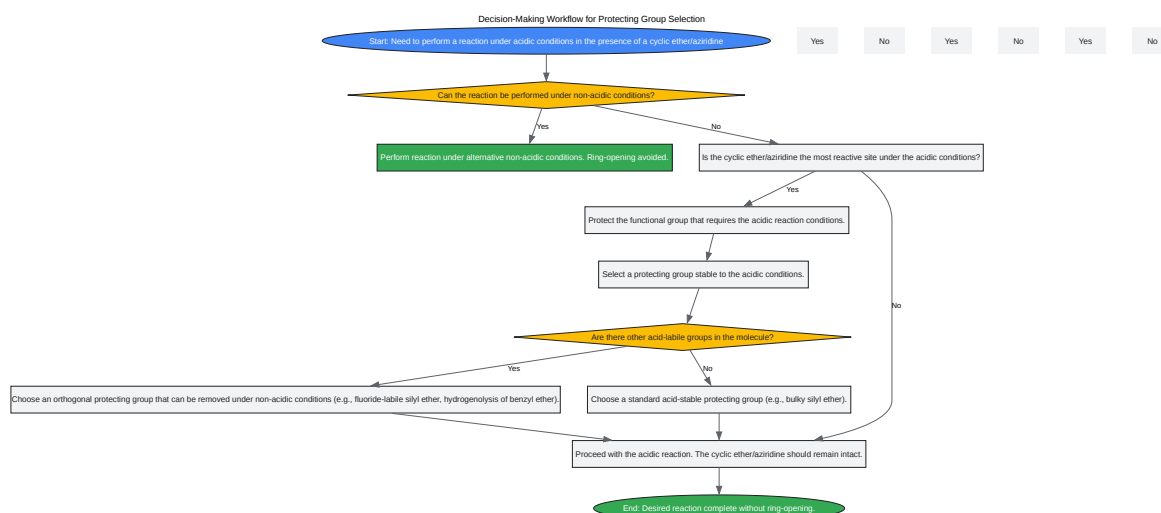 Decision-Making Workflow for Protecting Group Selection
Start: Need to perform a reaction under acidic conditions in the presence of a cyclic ether/aziridine
Yes
No
Yes
No
Yes
No
Can the reaction be performed under non-acidic conditions?
Yes
No
Perform reaction under alternative non-acidic conditions. Ring-opening avoided.
Is the cyclic ether/aziridine the most reactive site under the acidic conditions?
Yes
Protect the functional group that requires the acidic reaction conditions.
Select a protecting group stable to the acidic conditions.
No
Are there other acid-labile groups in the molecule?
Yes
No
Choose an orthogonal protecting group that can be removed under non-acidic conditions (e.g., fluoride-labile silyl ether, hydrogenolysis of benzyl ether).
Choose a standard acid-stable protecting group (e.g., bulky silyl ether).
Proceed with the acidic reaction. The cyclic ether/aziridine should remain intact.
End: Desired reaction complete without ring-opening.